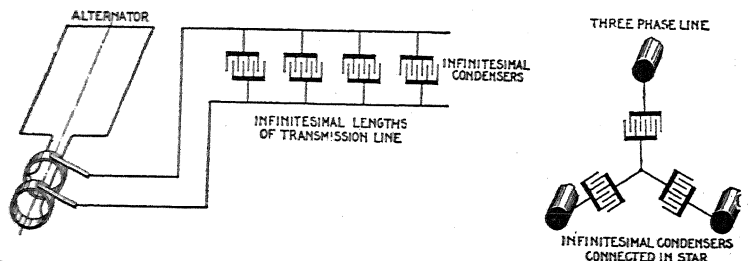 ALTERNATOR
INFINITESIMAL
CONDENSERS
INFINITESIMAL LENGTHS
OF TRANSMISSION LINE
THREE PHASE LINE
INFINITESIMAL CONDENSERS
CONNECTED IN STAR